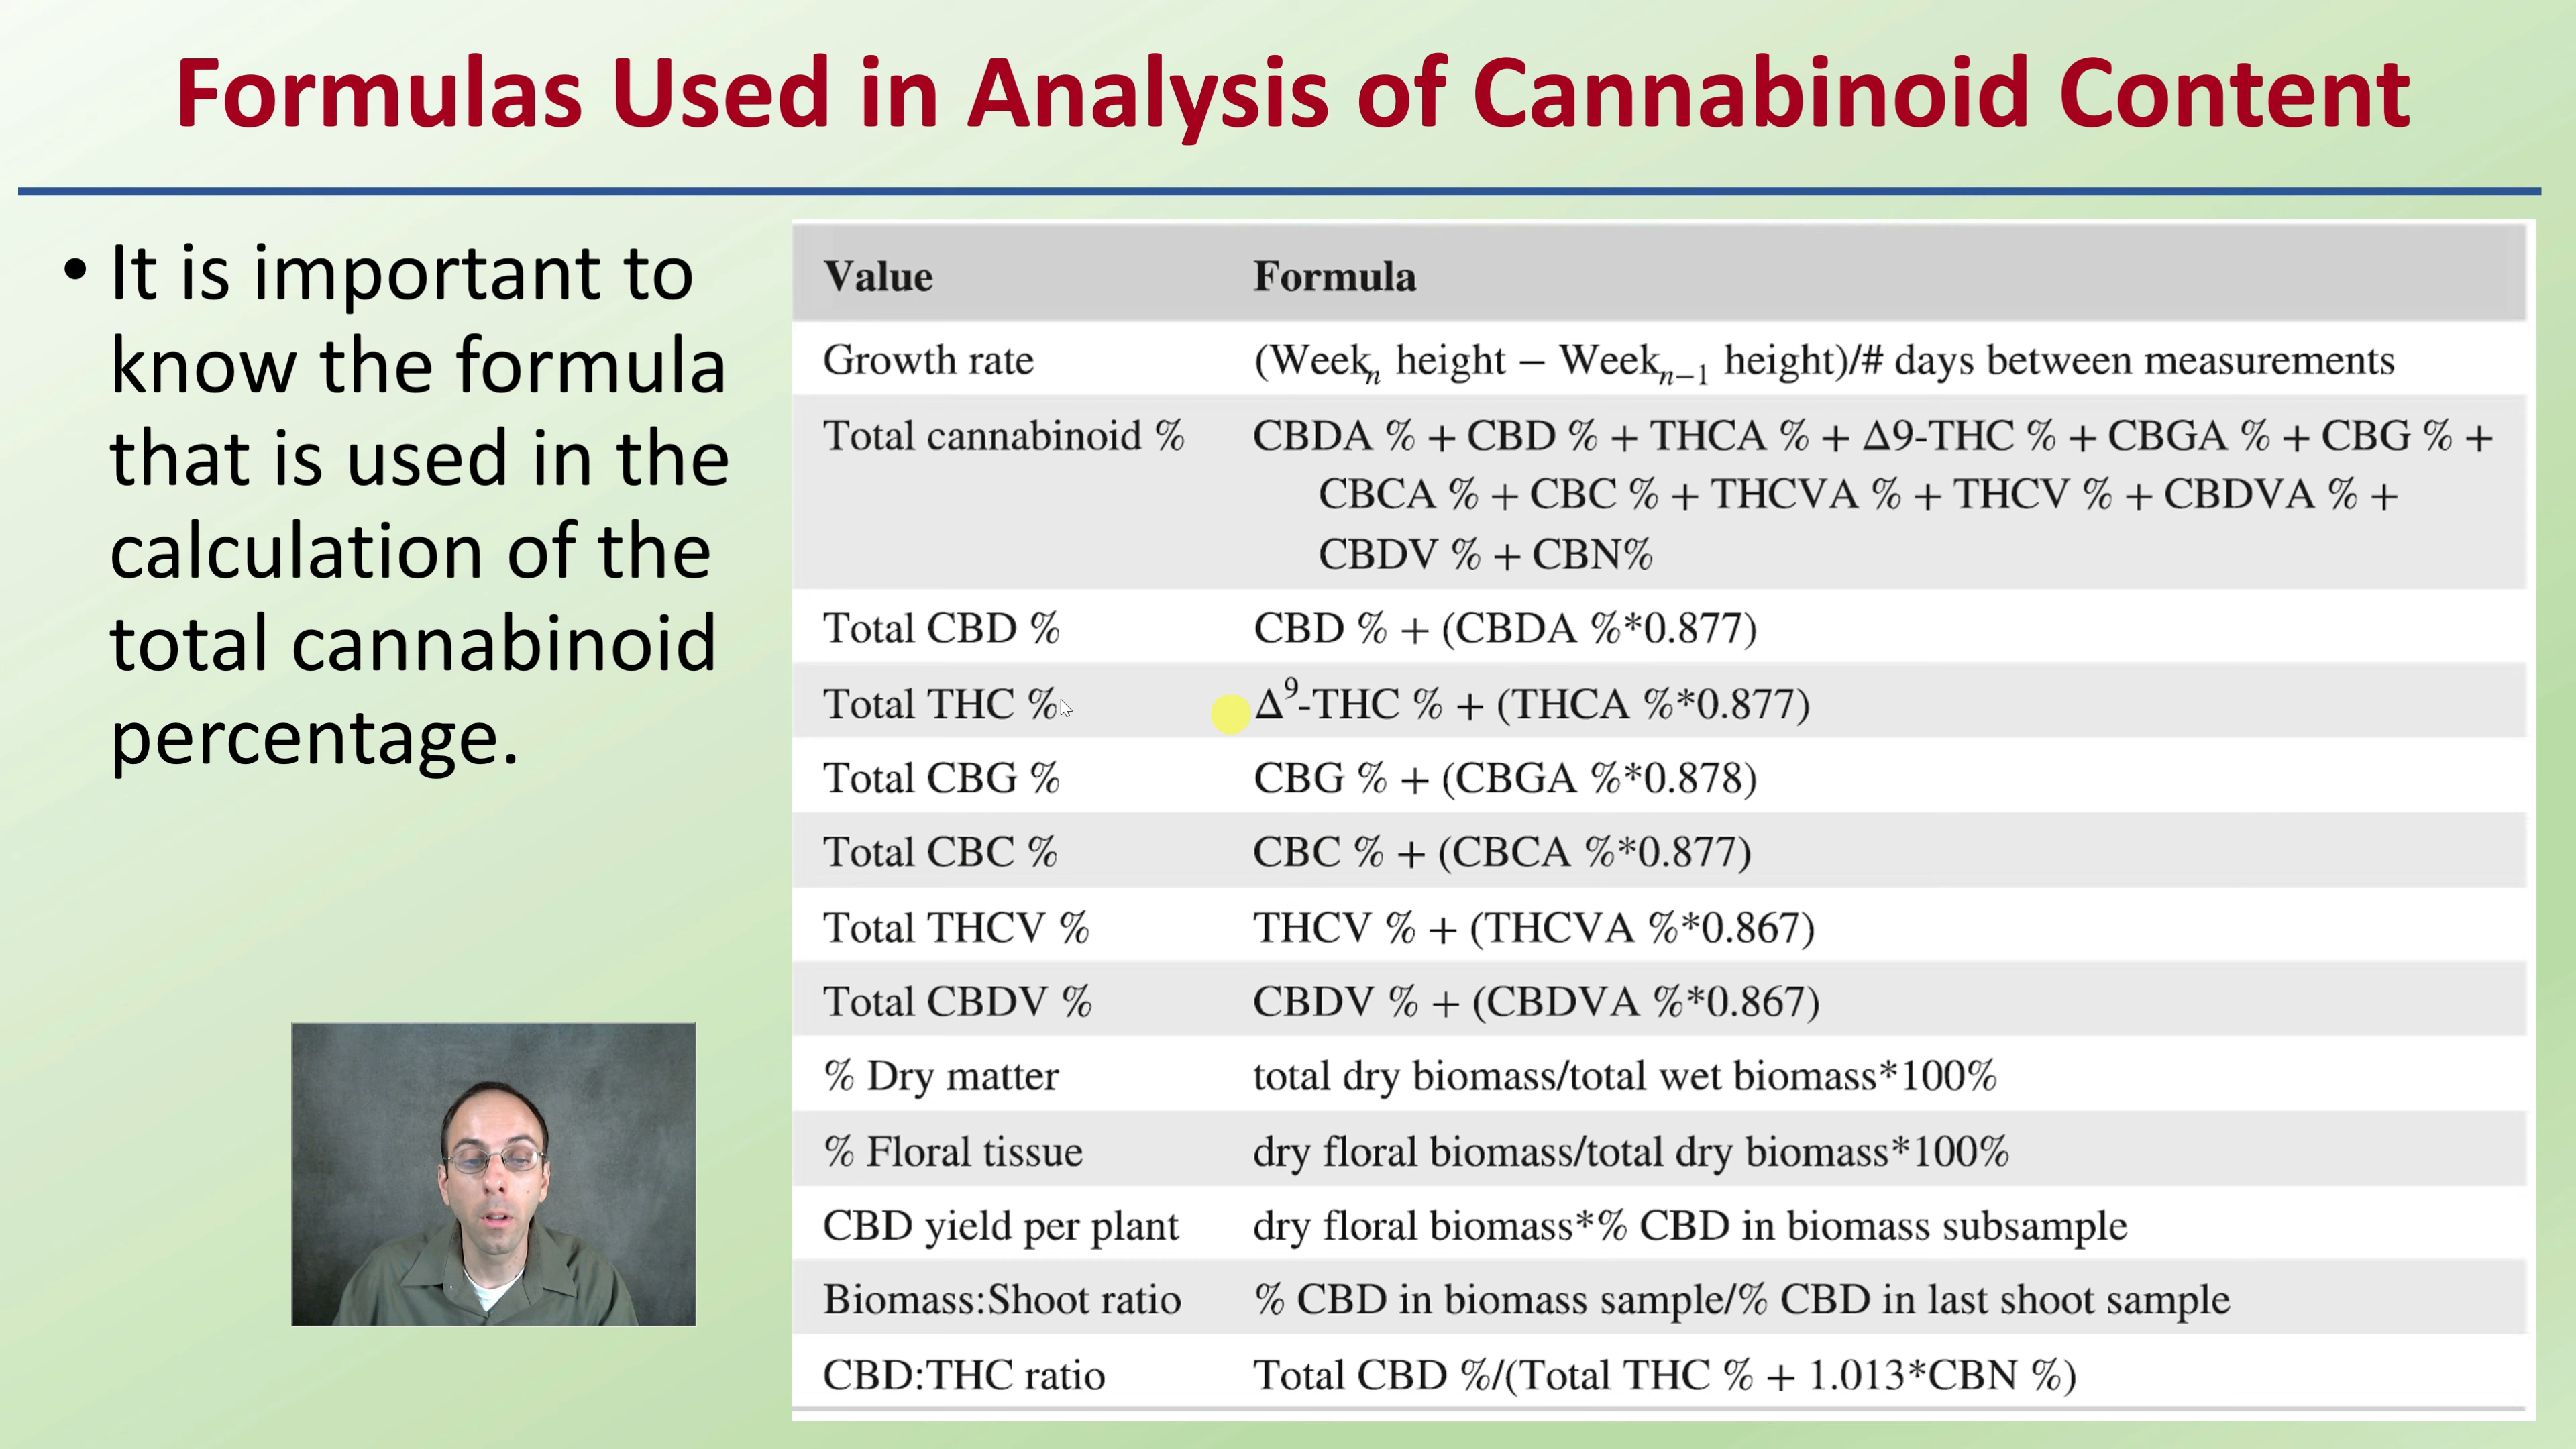 Formulas Used in Analysis of Cannabinoid Content
• It is important to
know the formula
that is used in the
calculation of the
total cannabinoid
percentage.
Value Formula
Growth rate (Weekₙ height − Weekₙ₋₁ height)/# days between measurements
Total cannabinoid % CBDA % + CBD % + THCA % + Δ9-THC % + CBGA % + CBG % +
CBCA % + CBC % + THCVA % + THCV % + CBDVA % +
CBDV % + CBN%
Total CBD % CBD % + (CBDA %*0.877)
Total THC % Δ⁹-THC % + (THCA %*0.877)
Total CBG % CBG % + (CBGA %*0.878)
Total CBC % CBC % + (CBCA %*0.877)
Total THCV % THCV % + (THCVA %*0.867)
Total CBDV % CBDV % + (CBDVA %*0.867)
% Dry matter total dry biomass/total wet biomass*100%
% Floral tissue dry floral biomass/total dry biomass*100%
CBD yield per plant dry floral biomass*% CBD in biomass subsample
Biomass:Shoot ratio % CBD in biomass sample/% CBD in last shoot sample
CBD:THC ratio Total CBD %/(Total THC % + 1.013*CBN %)